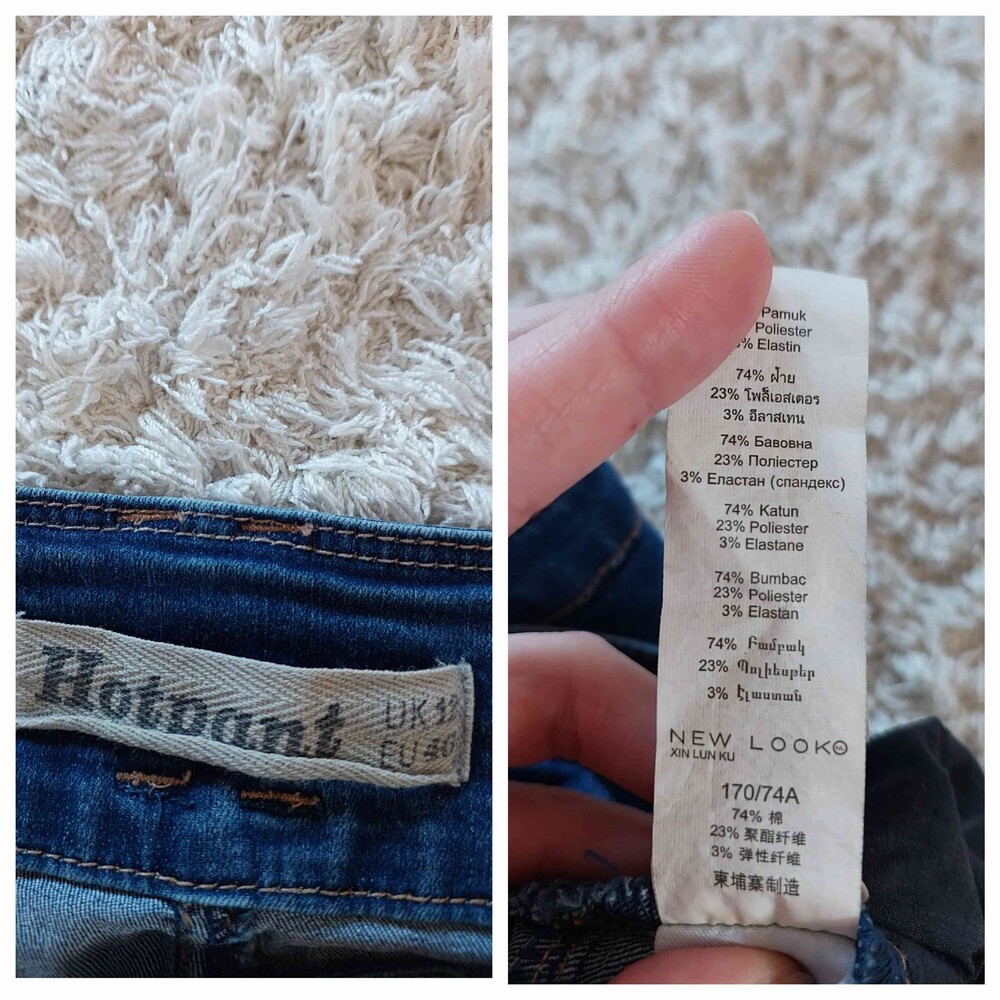 Hotpant
UK 12
EU 40
Pamuk
Poliester
% Elastin
74% ฝ้าย
23% โพลีเอสเตอร
3% อีลาสเทน
74% Бавовна
23% Поліестер
3% Еластан (спандекс)
74% Katun
23% Poliester
3% Elastane
74% Bumbac
23% Poliester
3% Elastan
74% Բամբակ
23% Պոլիեսթեր
3% Էլաստան
NEW LOOK
XIN LUN KU
170/74A
74% 棉
23% 聚酯纤维
3% 弹性纤维
柬埔寨制造